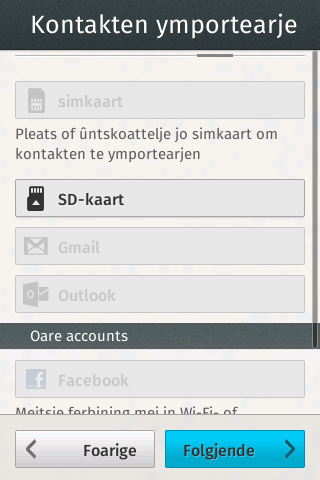 Kontakten ymportearje
simkaart
Pleats of ûntskoattelje jo simkaart om
kontakten te ymportearjen
SD-kaart
Gmail
Outlook
Oare accounts
Facebook
Meitsje ferbining mei in Wi-Fi- of
Foarige
Folgjende